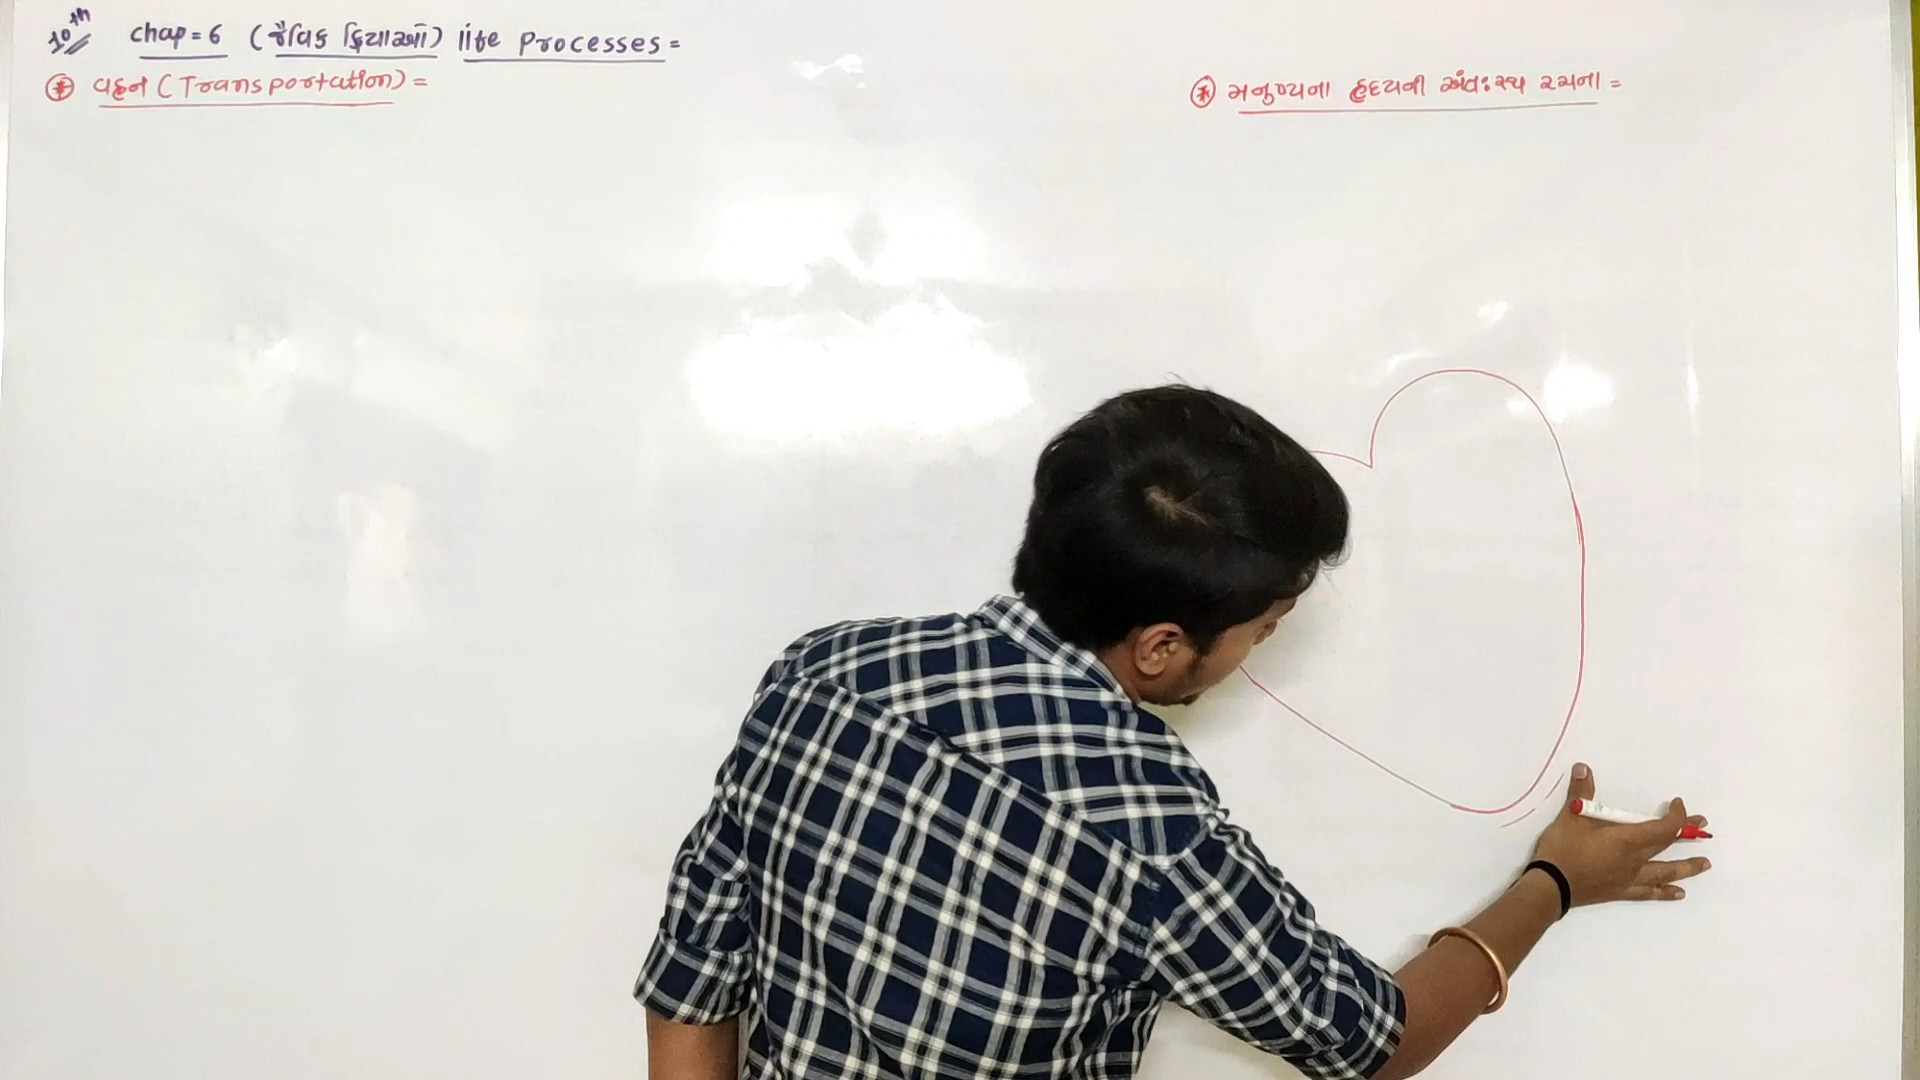 10th chap = 6 (જૈવિક ક્રિયાઓ) life Processes =
* વહન (Transportation) =
* મનુષ્યના હૃદયની અંતઃસ્થ રચના =